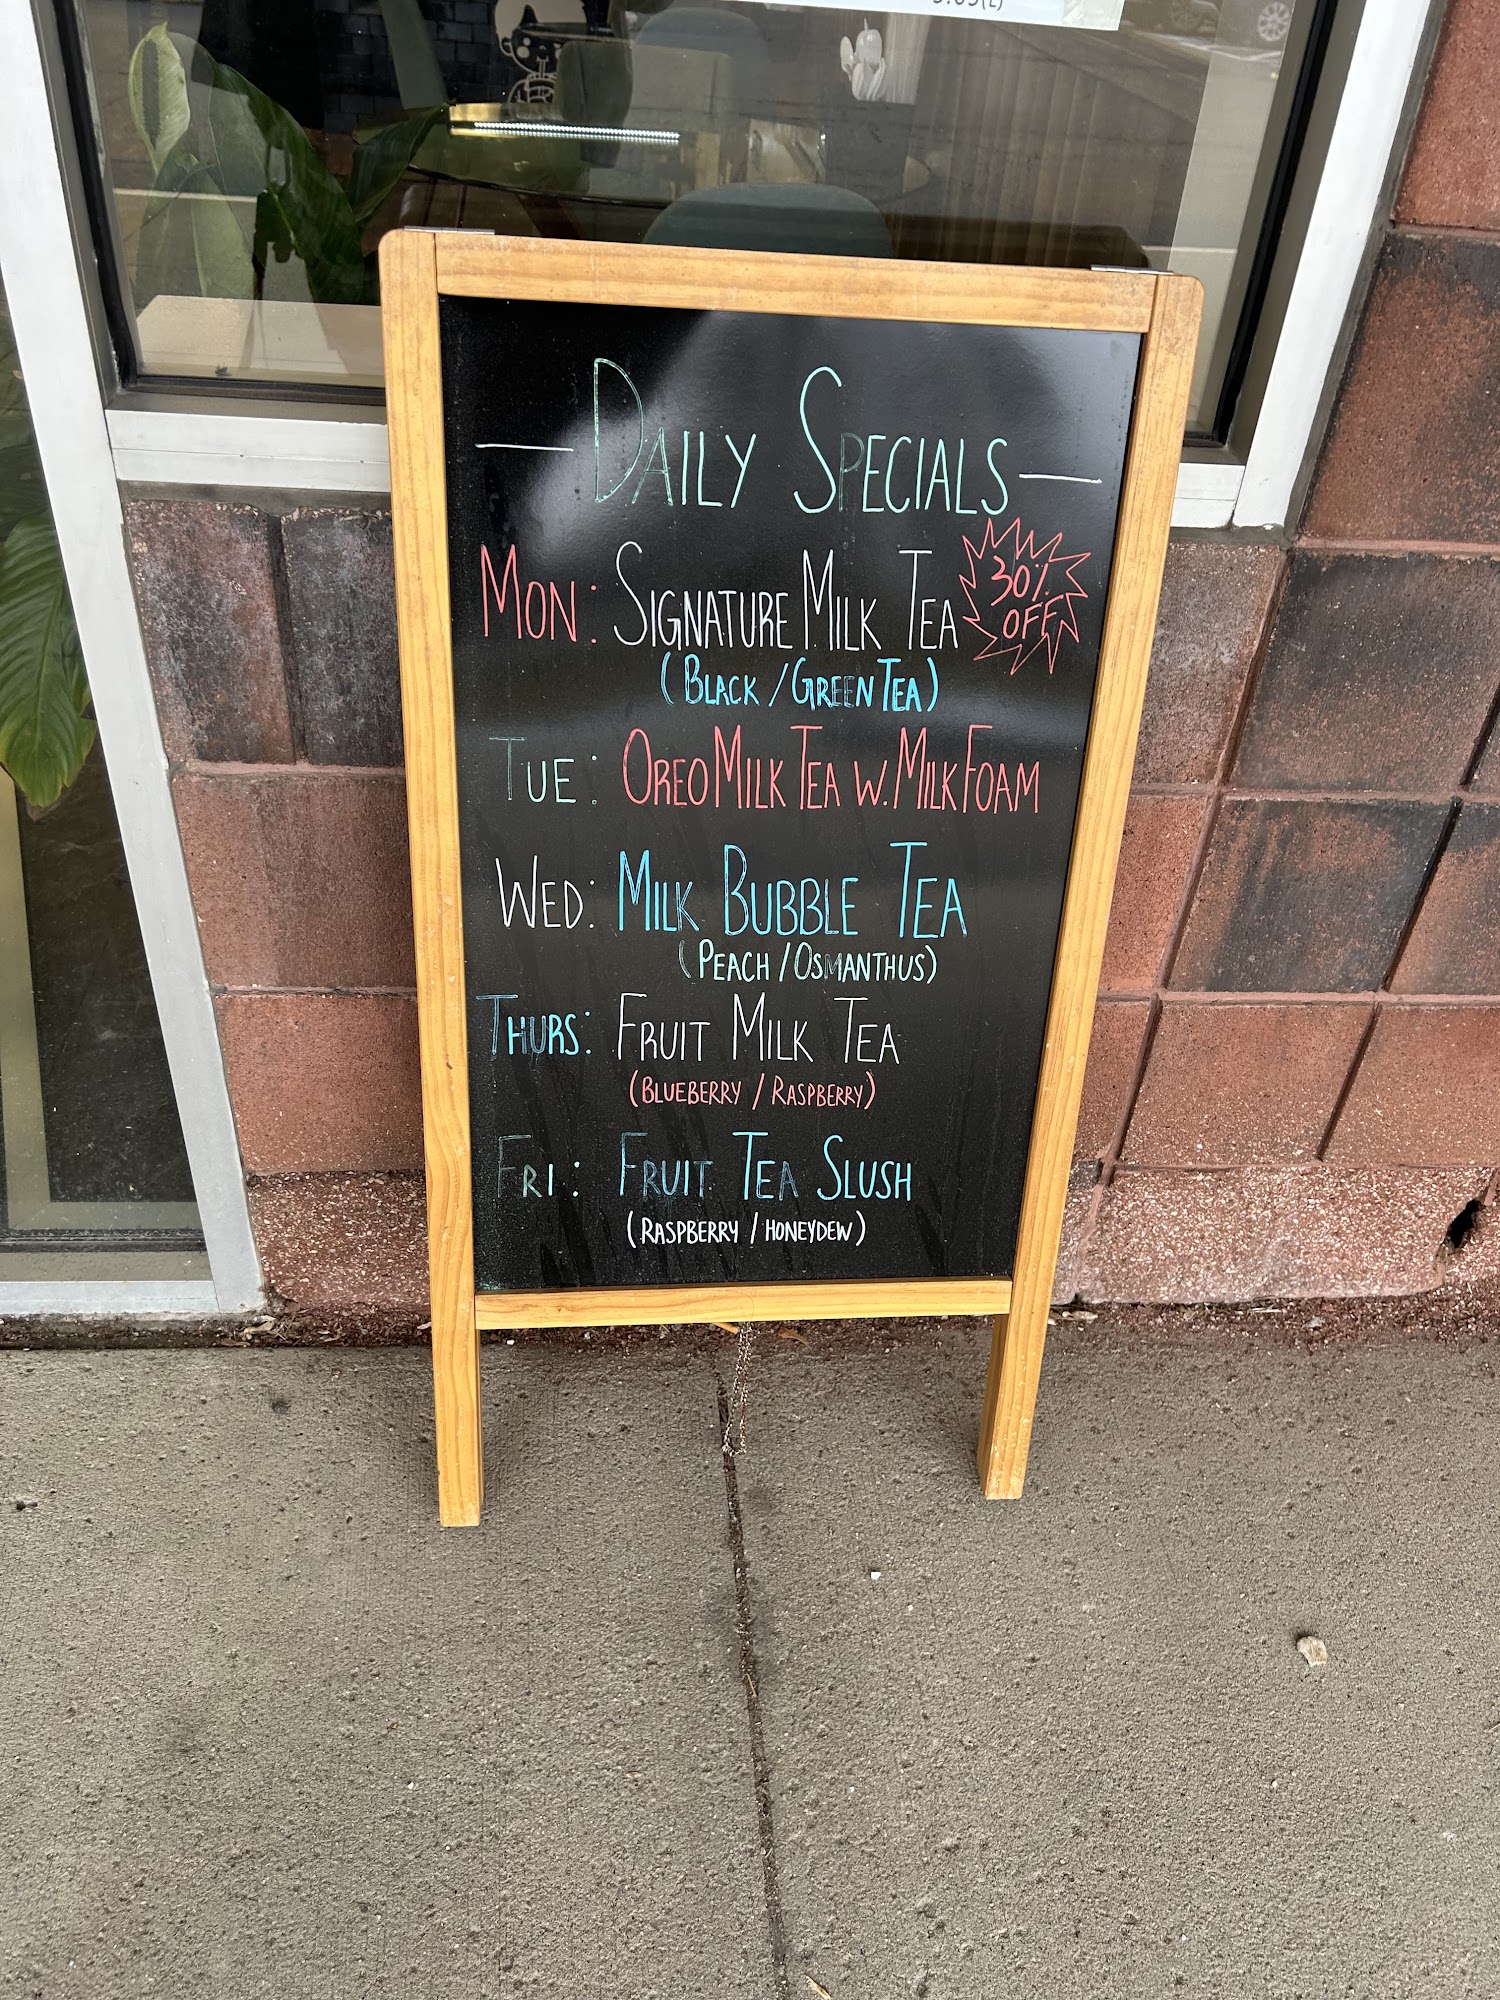 DAILY SPECIALS
MON: SIGNATURE MILK TEA
30% OFF
(BLACK / GREEN TEA)
TUE: OREO MILK TEA W. MILK FOAM
WED: MILK BUBBLE TEA
(PEACH / OSMANTHUS)
THURS: FRUIT MILK TEA
(BLUEBERRY / RASPBERRY)
FRI: FRUIT TEA SLUSH
(RASPBERRY / HONEYDEW)